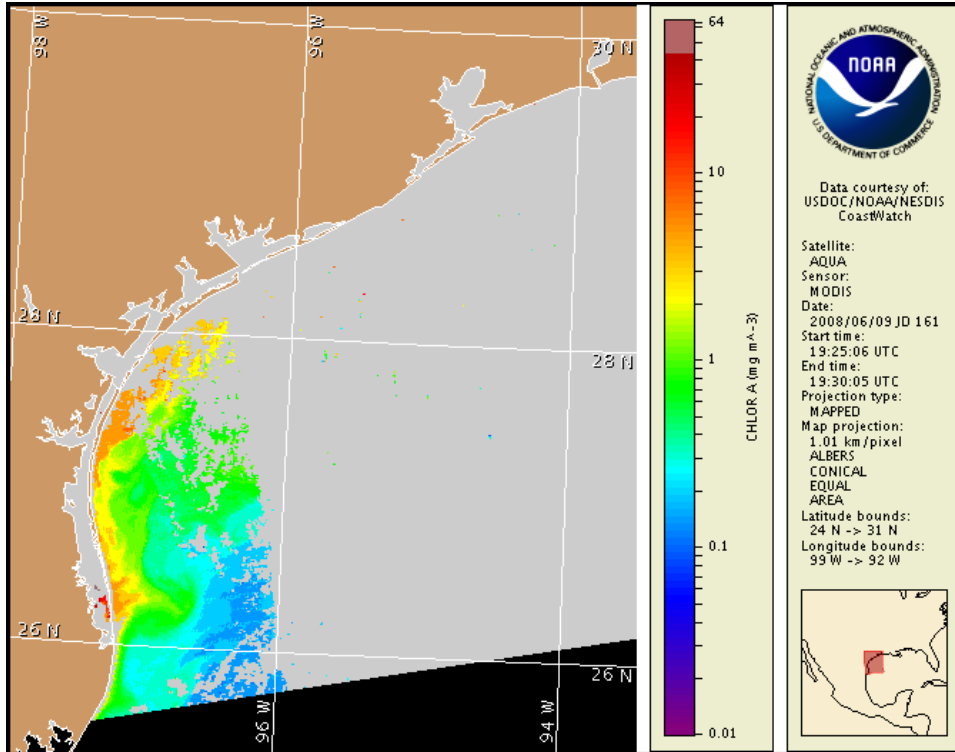 98 W
96 W
30 N
28 N
28 N
26 N
26 N
96 W
94 W
64
10
1
0.1
0.01
CHLOR A (mg m^-3)
NATIONAL OCEANIC AND ATMOSPHERIC ADMINISTRATION
NOAA
U.S. DEPARTMENT OF COMMERCE
Data courtesy of:
USDOC/NOAA/NESDIS
CoastWatch
Satellite:
AQUA
Sensor:
MODIS
Date:
2008/06/09 JD 161
Start time:
19:25:06 UTC
End time:
19:30:05 UTC
Projection type:
MAPPED
Map projection:
1.01 km/pixel
ALBERS
CONICAL
EQUAL
AREA
Latitude bounds:
24 N -> 31 N
Longitude bounds:
99 W -> 92 W